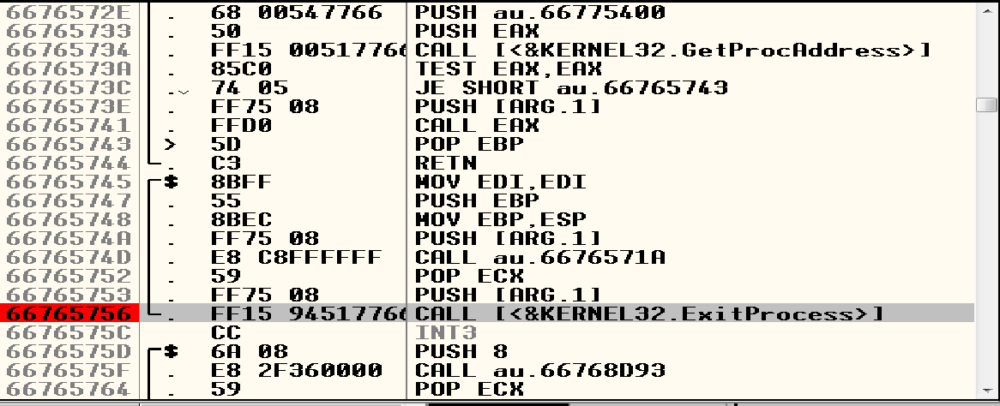 6676572E . 68 00547766 PUSH au.66775400
66765733 . 50 PUSH EAX
66765734 . FF15 00517766 CALL [<&KERNEL32.GetProcAddress>]
6676573A . 85C0 TEST EAX,EAX
6676573C . 74 05 JE SHORT au.66765743
6676573E . FF75 08 PUSH [ARG.1]
66765741 . FFD0 CALL EAX
66765743 > 5D POP EBP
66765744 . C3 RETN
66765745 $ 8BFF MOV EDI,EDI
66765747 . 55 PUSH EBP
66765748 . 8BEC MOV EBP,ESP
6676574A . FF75 08 PUSH [ARG.1]
6676574D . E8 C8FFFFFF CALL au.6676571A
66765752 . 59 POP ECX
66765753 . FF75 08 PUSH [ARG.1]
66765756 . FF15 94517766 CALL [<&KERNEL32.ExitProcess>]
6676575C CC INT3
6676575D $ 6A 08 PUSH 8
6676575F . E8 2F360000 CALL au.66768D93
66765764 . 59 POP ECX